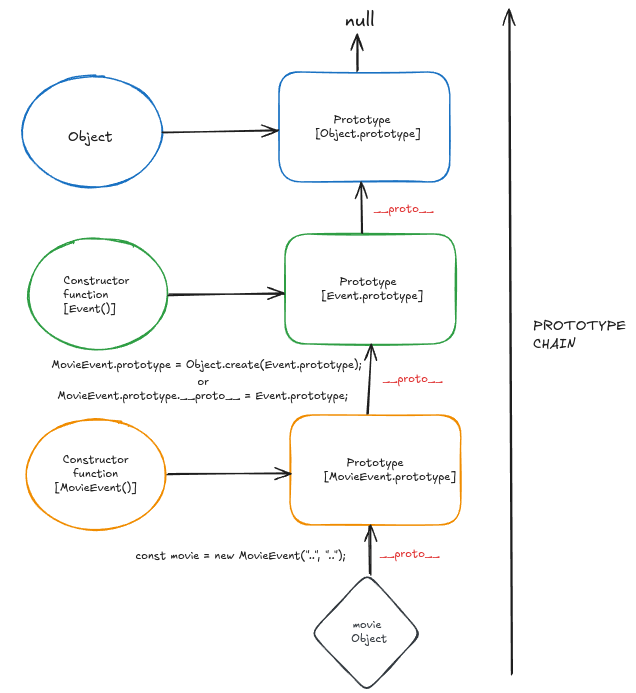 null
Object
Prototype
[Object.prototype]
__proto__
Constructor
function
[Event()]
Prototype
[Event.prototype]
PROTOTYPE
CHAIN
MovieEvent.prototype = Object.create(Event.prototype);
or
MovieEvent.prototype.__proto__ = Event.prototype;
__proto__
Constructor
function
[MovieEvent()]
Prototype
[MovieEvent.prototype]
const movie = new MovieEvent("..", "..");
__proto__
movie
Object